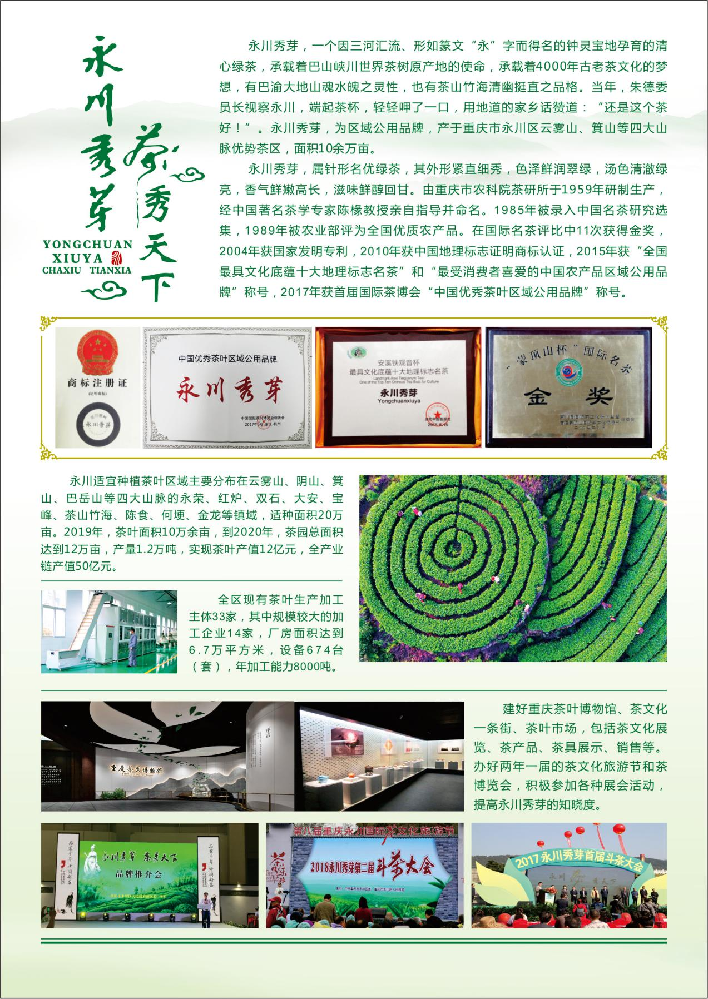 永川秀芽
茶秀天下
YONGCHUAN
XIUYA
CHAXIU TIANXIA
永川秀芽，一个因三河汇流、形如篆文“永”字而得名的钟灵宝地孕育的清
心绿茶，承载着巴山峡川世界茶树原产地的使命，承载着4000年古老茶文化的梦
想，有巴渝大地山魂水魄之灵性，也有茶山竹海清幽挺直之品格。当年，朱德委
员长视察永川，端起茶杯，轻轻呷了一口，用地道的家乡话赞道：“还是这个茶
好！”。永川秀芽，为区域公用品牌，产于重庆市永川区云雾山、箕山等四大山
脉优势茶区，面积10余万亩。
永川秀芽，属针形名优绿茶，其外形紧直细秀，色泽鲜润翠绿，汤色清澈绿
亮，香气鲜嫩高长，滋味鲜醇回甘。由重庆市农科院茶研所于1959年研制生产，
经中国著名茶学专家陈椽教授亲自指导并命名。1985年被录入中国名茶研究选
集，1989年被农业部评为全国优质农产品。在国际名茶评比中11次获得金奖，
2004年获国家发明专利，2010年获中国地理标志证明商标认证，2015年获“全国
最具文化底蕴十大地理标志名茶”和“最受消费者喜爱的中国农产品区域公用品
牌”称号，2017年获首届国际茶博会“中国优秀茶叶区域公用品牌”称号。
商标注册证
(证明商标)
永川秀芽
中国优秀茶叶区域公用品牌
永川秀芽
中国国际茶叶博览会组委会
2017年5月 浙江•杭州
安溪铁观音杯
最具文化底蕴十大地理标志名茶
Landmark Anxi Tieguanyin Tea:
One of the Top Ten Chinese Tea Best for Culture
永川秀芽
Yongchuanxiuya
2015.8.15
“蒙顶山杯”国际名茶
金奖
永川适宜种植茶叶区域主要分布在云雾山、阴山、箕
山、巴岳山等四大山脉的永荣、红炉、双石、大安、宝
峰、茶山竹海、陈食、何埂、金龙等镇域，适种面积20万
亩。2019年，茶叶面积10万余亩，到2020年，茶园总面积
达到12万亩，产量1.2万吨，实现茶叶产值12亿元，全产业
链产值50亿元。
全区现有茶叶生产加工
主体33家，其中规模较大的加
工企业14家，厂房面积达到
6.7万平方米，设备674台
（套），年加工能力8000吨。
序言
重庆茶叶博物馆
建好重庆茶叶博物馆、茶文化
一条街、茶叶市场，包括茶文化展
览、茶产品、茶具展示、销售等。
办好两年一届的茶文化旅游节和茶
博览会，积极参加各种展会活动，
提高永川秀芽的知晓度。
品茗千年 中国好茶
永川秀芽 茶秀天下
品牌推介会
品茗千年 中国好茶
第八届重庆永川国际茶文化旅游节
2018永川秀芽第二届斗茶大会
主办：中共重庆市永川区委 重庆市永川区人民政府
2017永川秀芽首届斗茶大会
永川 茶秀天下